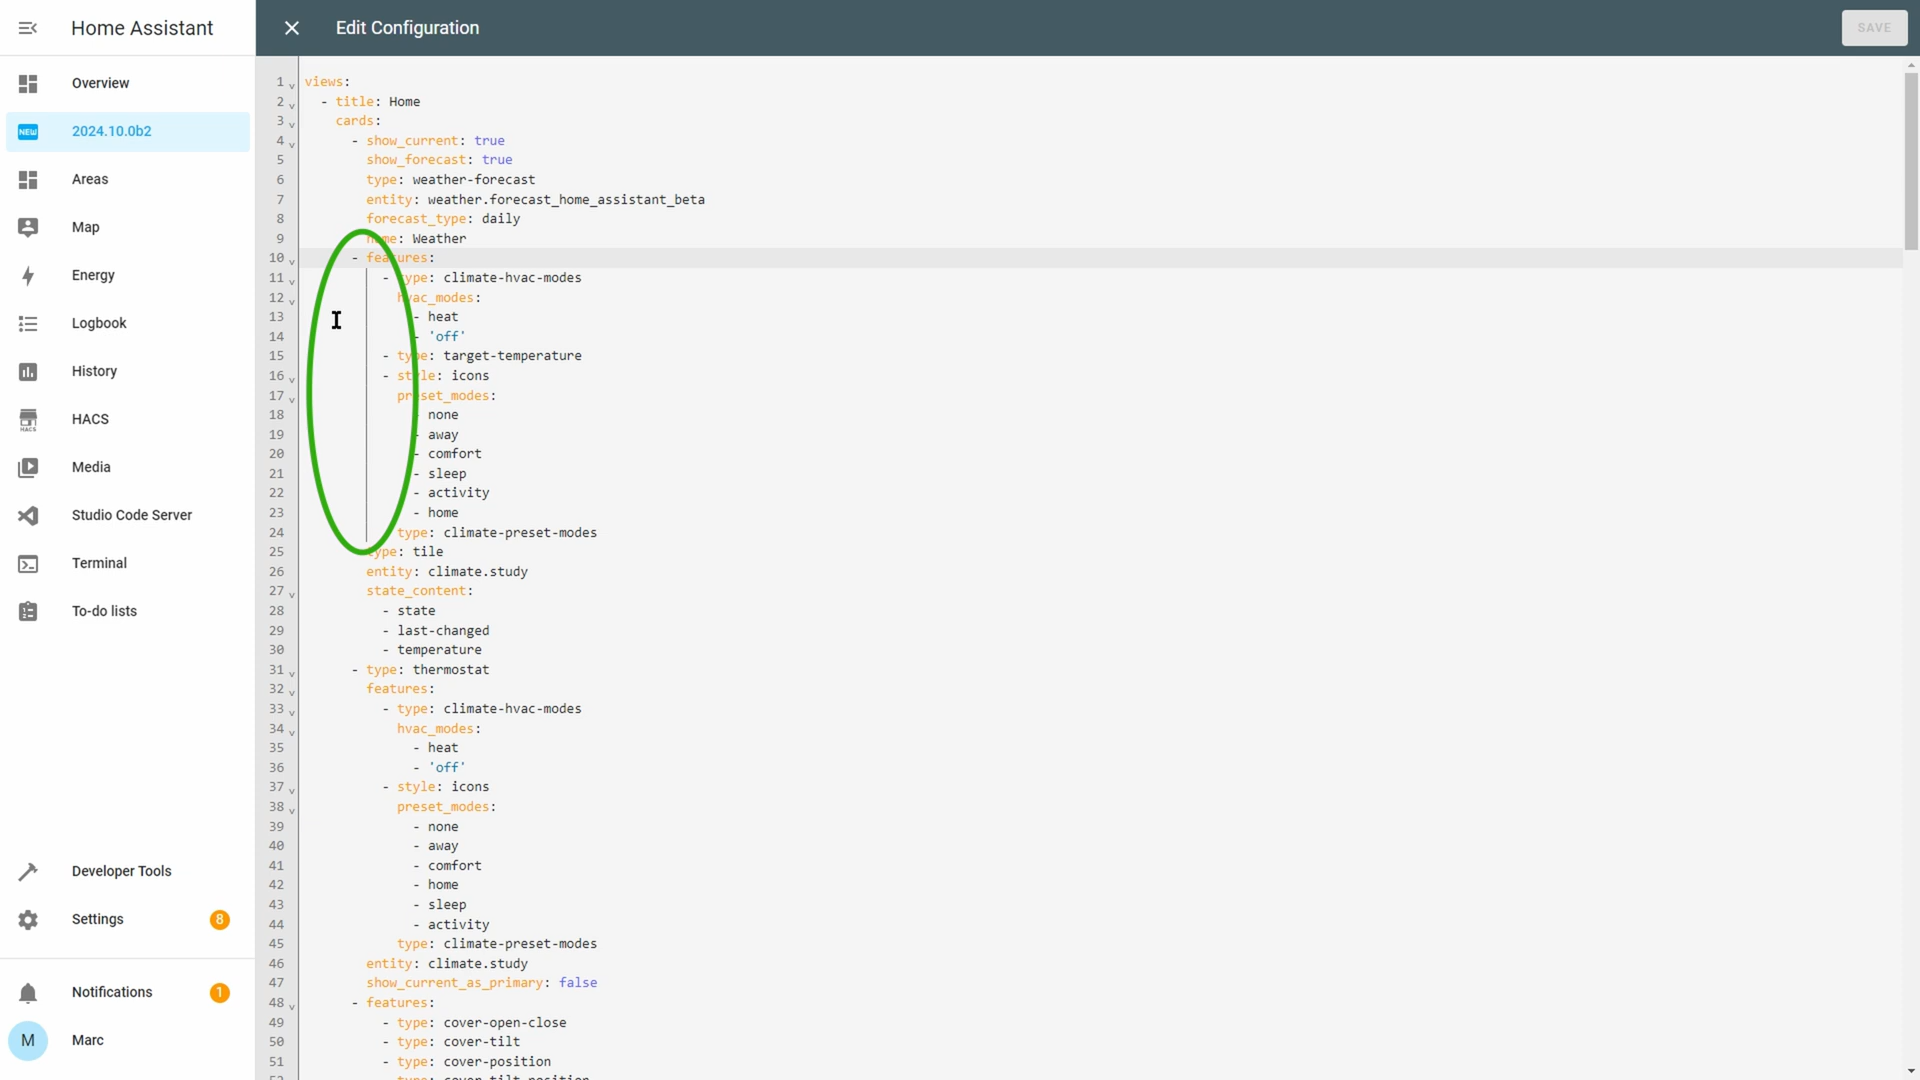 Home Assistant
Edit Configuration
SAVE
Overview
NEW 2024.10.0b2
Areas
Map
Energy
Logbook
History
HACS HACS
Media
Studio Code Server
Terminal
To-do lists
Developer Tools
Settings 8
Notifications 1
M Marc
1 views:
2 - title: Home
3 cards:
4 - show_current: true
5 show_forecast: true
6 type: weather-forecast
7 entity: weather.forecast_home_assistant_beta
8 forecast_type: daily
9 name: Weather
10 - features:
11 - type: climate-hvac-modes
12 hvac_modes:
13 - heat
14 - 'off'
15 - type: target-temperature
16 - style: icons
17 preset_modes:
18 - none
19 - away
20 - comfort
21 - sleep
22 - activity
23 - home
24 type: climate-preset-modes
25 type: tile
26 entity: climate.study
27 state_content:
28 - state
29 - last-changed
30 - temperature
31 - type: thermostat
32 features:
33 - type: climate-hvac-modes
34 hvac_modes:
35 - heat
36 - 'off'
37 - style: icons
38 preset_modes:
39 - none
40 - away
41 - comfort
42 - home
43 - sleep
44 - activity
45 type: climate-preset-modes
46 entity: climate.study
47 show_current_as_primary: false
48 - features:
49 - type: cover-open-close
50 - type: cover-tilt
51 - type: cover-position